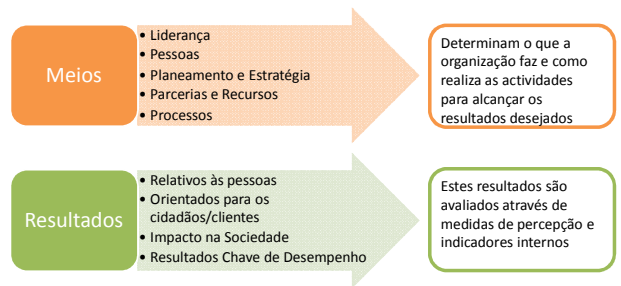 Meios
• Liderança
• Pessoas
• Planeamento e Estratégia
• Parcerias e Recursos
• Processos
Determinam o que a
organização faz e como
realiza as actividades
para alcançar os
resultados desejados
Resultados
• Relativos às pessoas
• Orientados para os
cidadãos/clientes
• Impacto na Sociedade
• Resultados Chave de Desempenho
Estes resultados são
avaliados através de
medidas de percepção e
indicadores internos